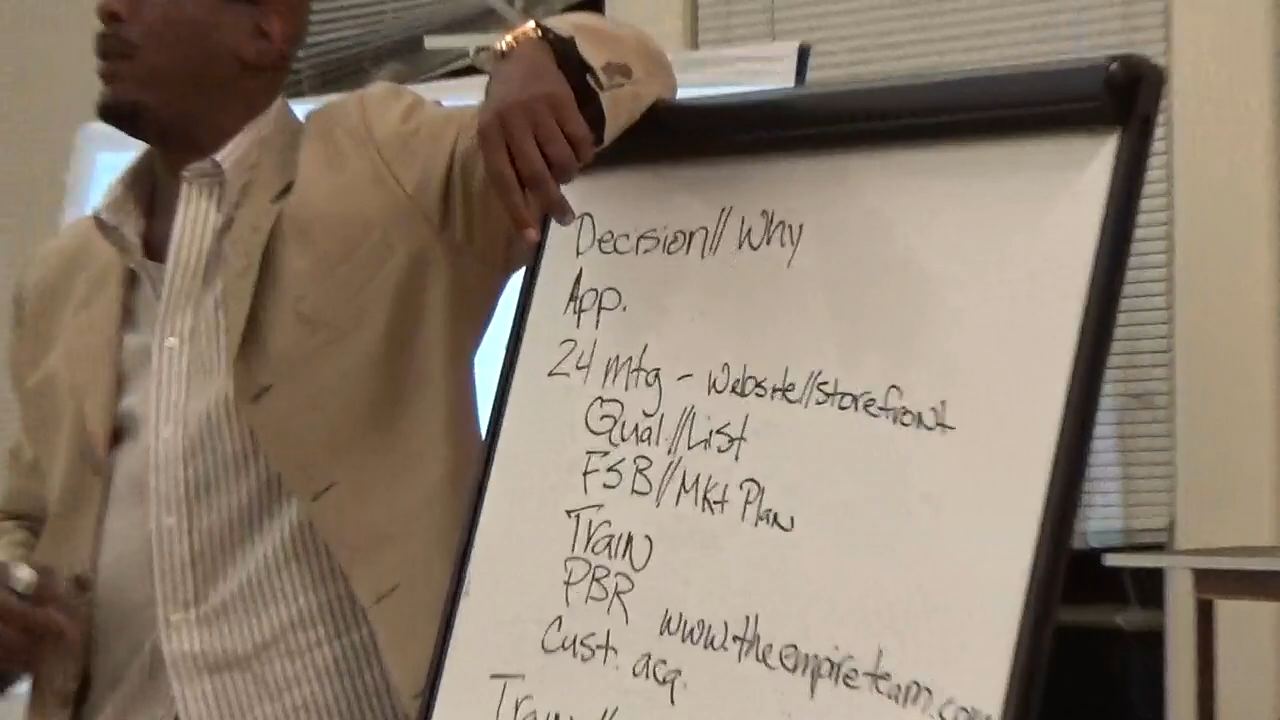 Decision//Why
App.
24 mtg - website//storefront
Qual//List
FSB//Mkt Plan
Train
PBR
www.theempireteam.com
Cust. acq.
Train//